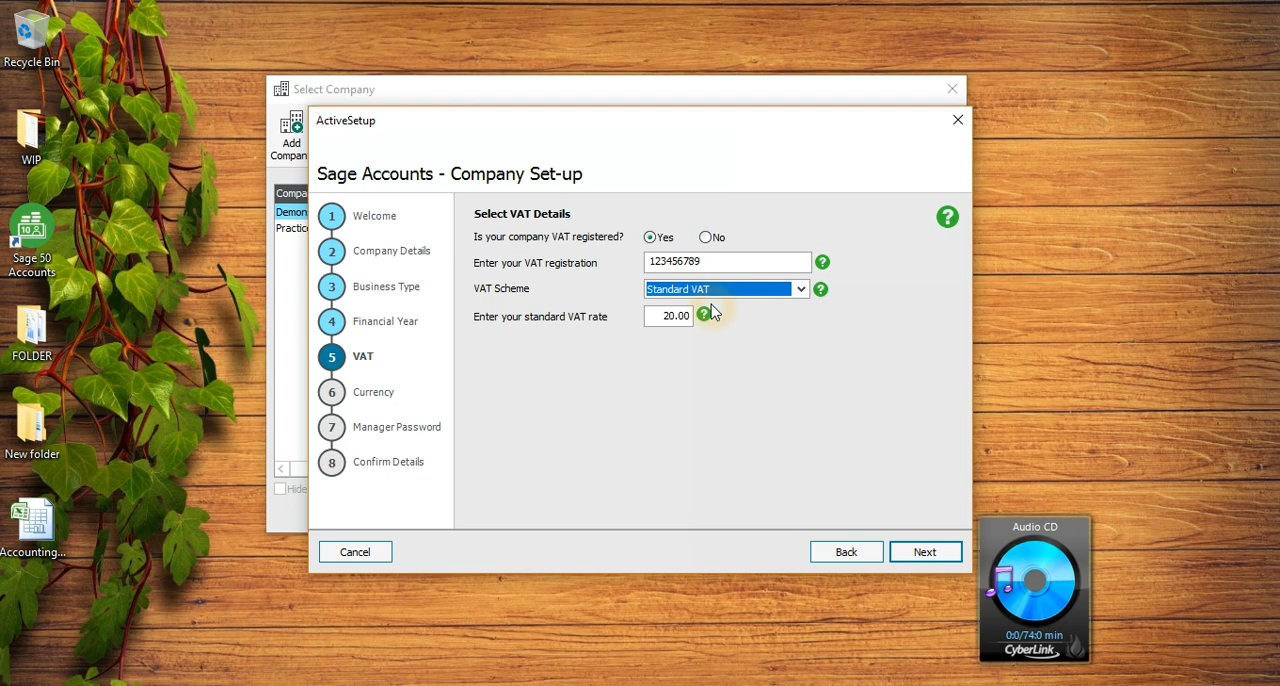 Recycle Bin
WIP
Sage 50
Accounts
FOLDER
New folder
Accounting...
Select Company
Add
Compan
Compa
Demon
Practice
Hide
ActiveSetup
Sage Accounts - Company Set-up
1 Welcome
2 Company Details
3 Business Type
4 Financial Year
5 VAT
6 Currency
7 Manager Password
8 Confirm Details
Select VAT Details
Is your company VAT registered? Yes No
Enter your VAT registration 123456789 ?
VAT Scheme Standard VAT ?
Enter your standard VAT rate 20.00 ?
?
Cancel Back Next
Audio CD
0:0/74:0 min
CyberLink